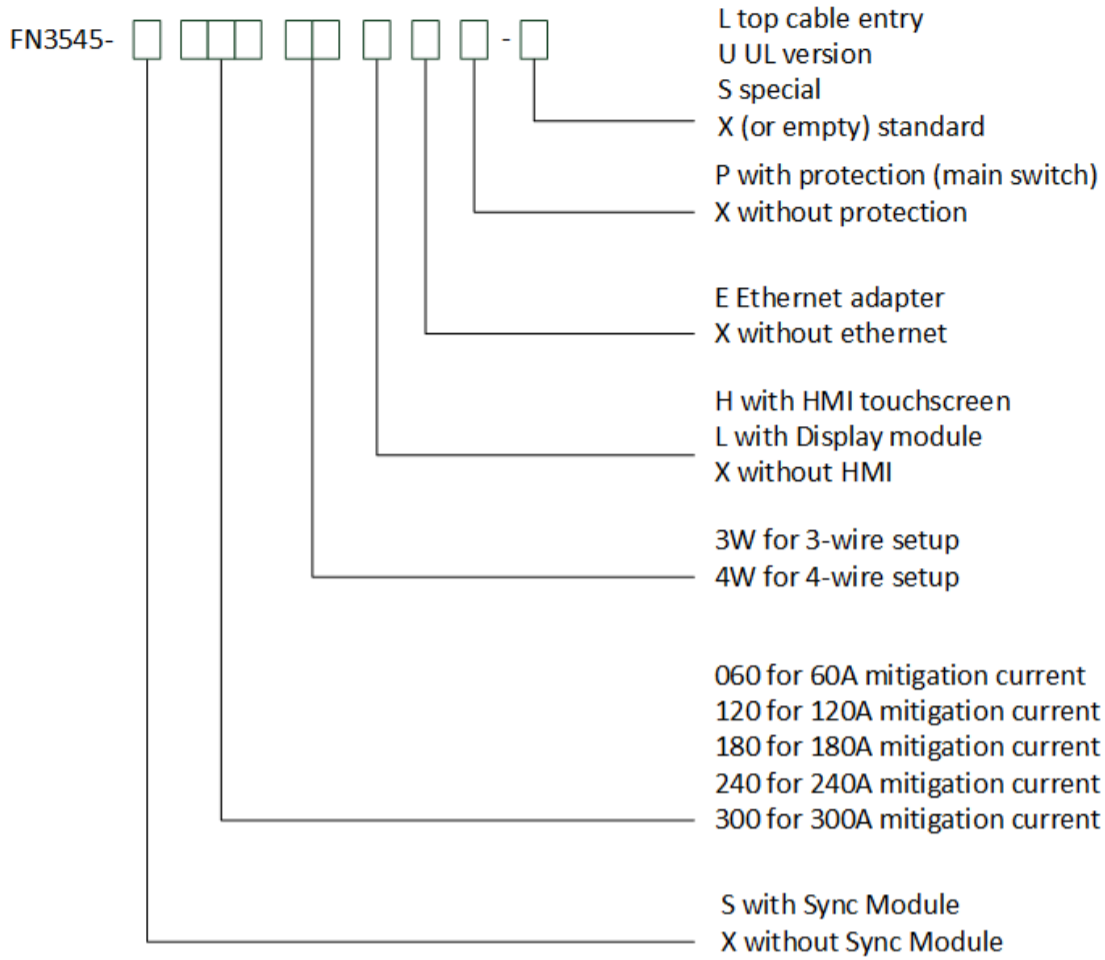 L top cable entry
FN3545- -
U UL version
S special
X (or empty) standard
P with protection (main switch)
X without protection
E Ethernet adapter
X without ethernet
H with HMI touchscreen
L with Display module
X without HMI
3W for 3-wire setup
4W for 4-wire setup
060 for 60A mitigation current
120 for 120A mitigation current
180 for 180A mitigation current
240 for 240A mitigation current
300 for 300A mitigation current
S with Sync Module
X without Sync Module